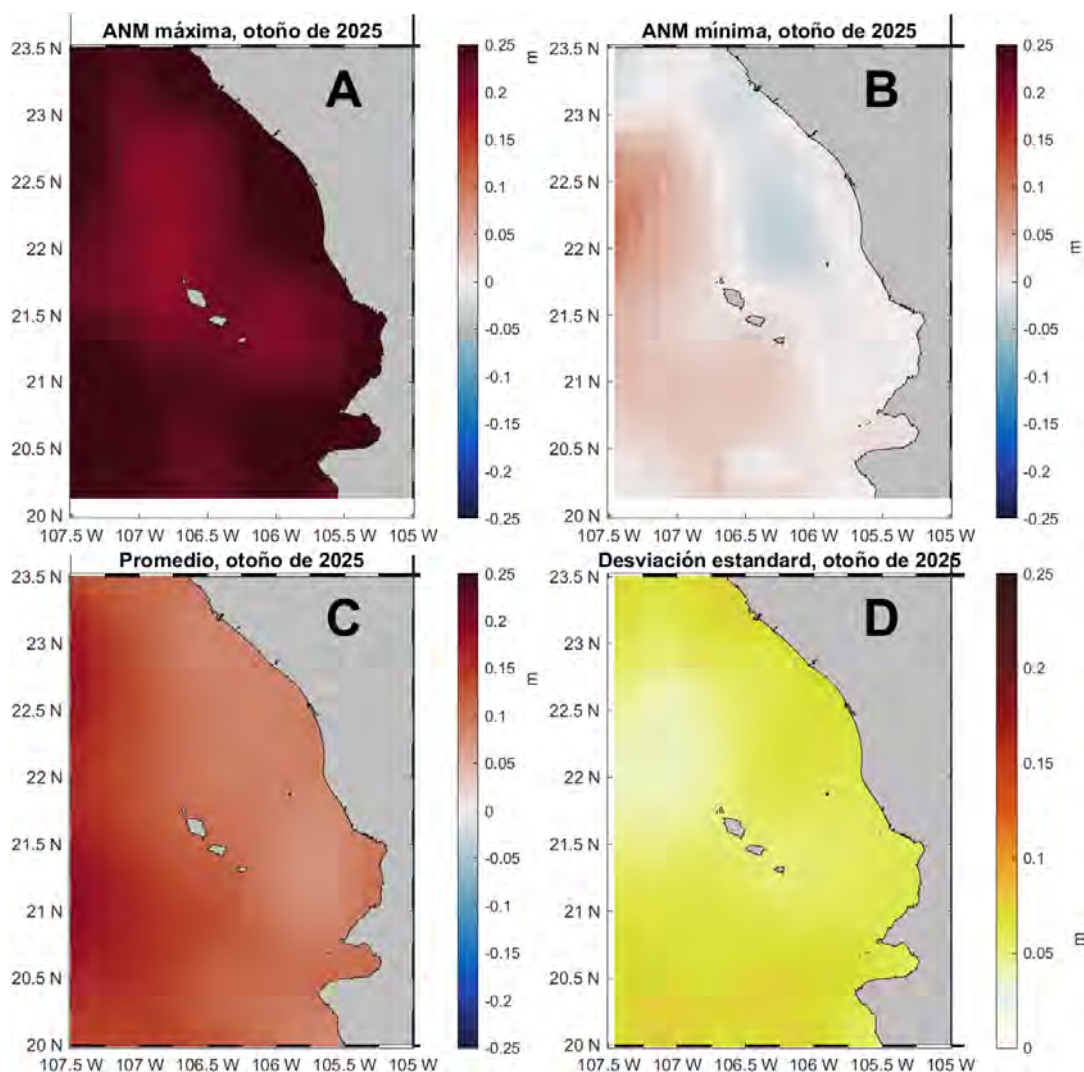 ANM máxima, otoño de 2025
A
23.5 N
23 N
22.5 N
22 N
21.5 N
21 N
20.5 N
20 N
107.5 W 107 W 106.5 W 106 W 105.5 W 105 W
0.25
0.2
0.15
0.1
0.05
0
-0.05
-0.1
-0.15
-0.2
-0.25
m
ANM mínima, otoño de 2025
B
23.5 N
23 N
22.5 N
22 N
21.5 N
21 N
20.5 N
20 N
107.5 W 107 W 106.5 W 106 W 105.5 W 105 W
0.25
0.2
0.15
0.1
0.05
0
-0.05
-0.1
-0.15
-0.2
-0.25
m
Promedio, otoño de 2025
C
23.5 N
23 N
22.5 N
22 N
21.5 N
21 N
20.5 N
20 N
107.5 W 107 W 106.5 W 106 W 105.5 W 105 W
0.25
0.2
0.15
0.1
0.05
0
-0.05
-0.1
-0.15
-0.2
-0.25
m
Desviación estandard, otoño de 2025
D
23.5 N
23 N
22.5 N
22 N
21.5 N
21 N
20.5 N
20 N
107.5 W 107 W 106.5 W 106 W 105.5 W 105 W
0.25
0.2
0.15
0.1
0.05
0
m